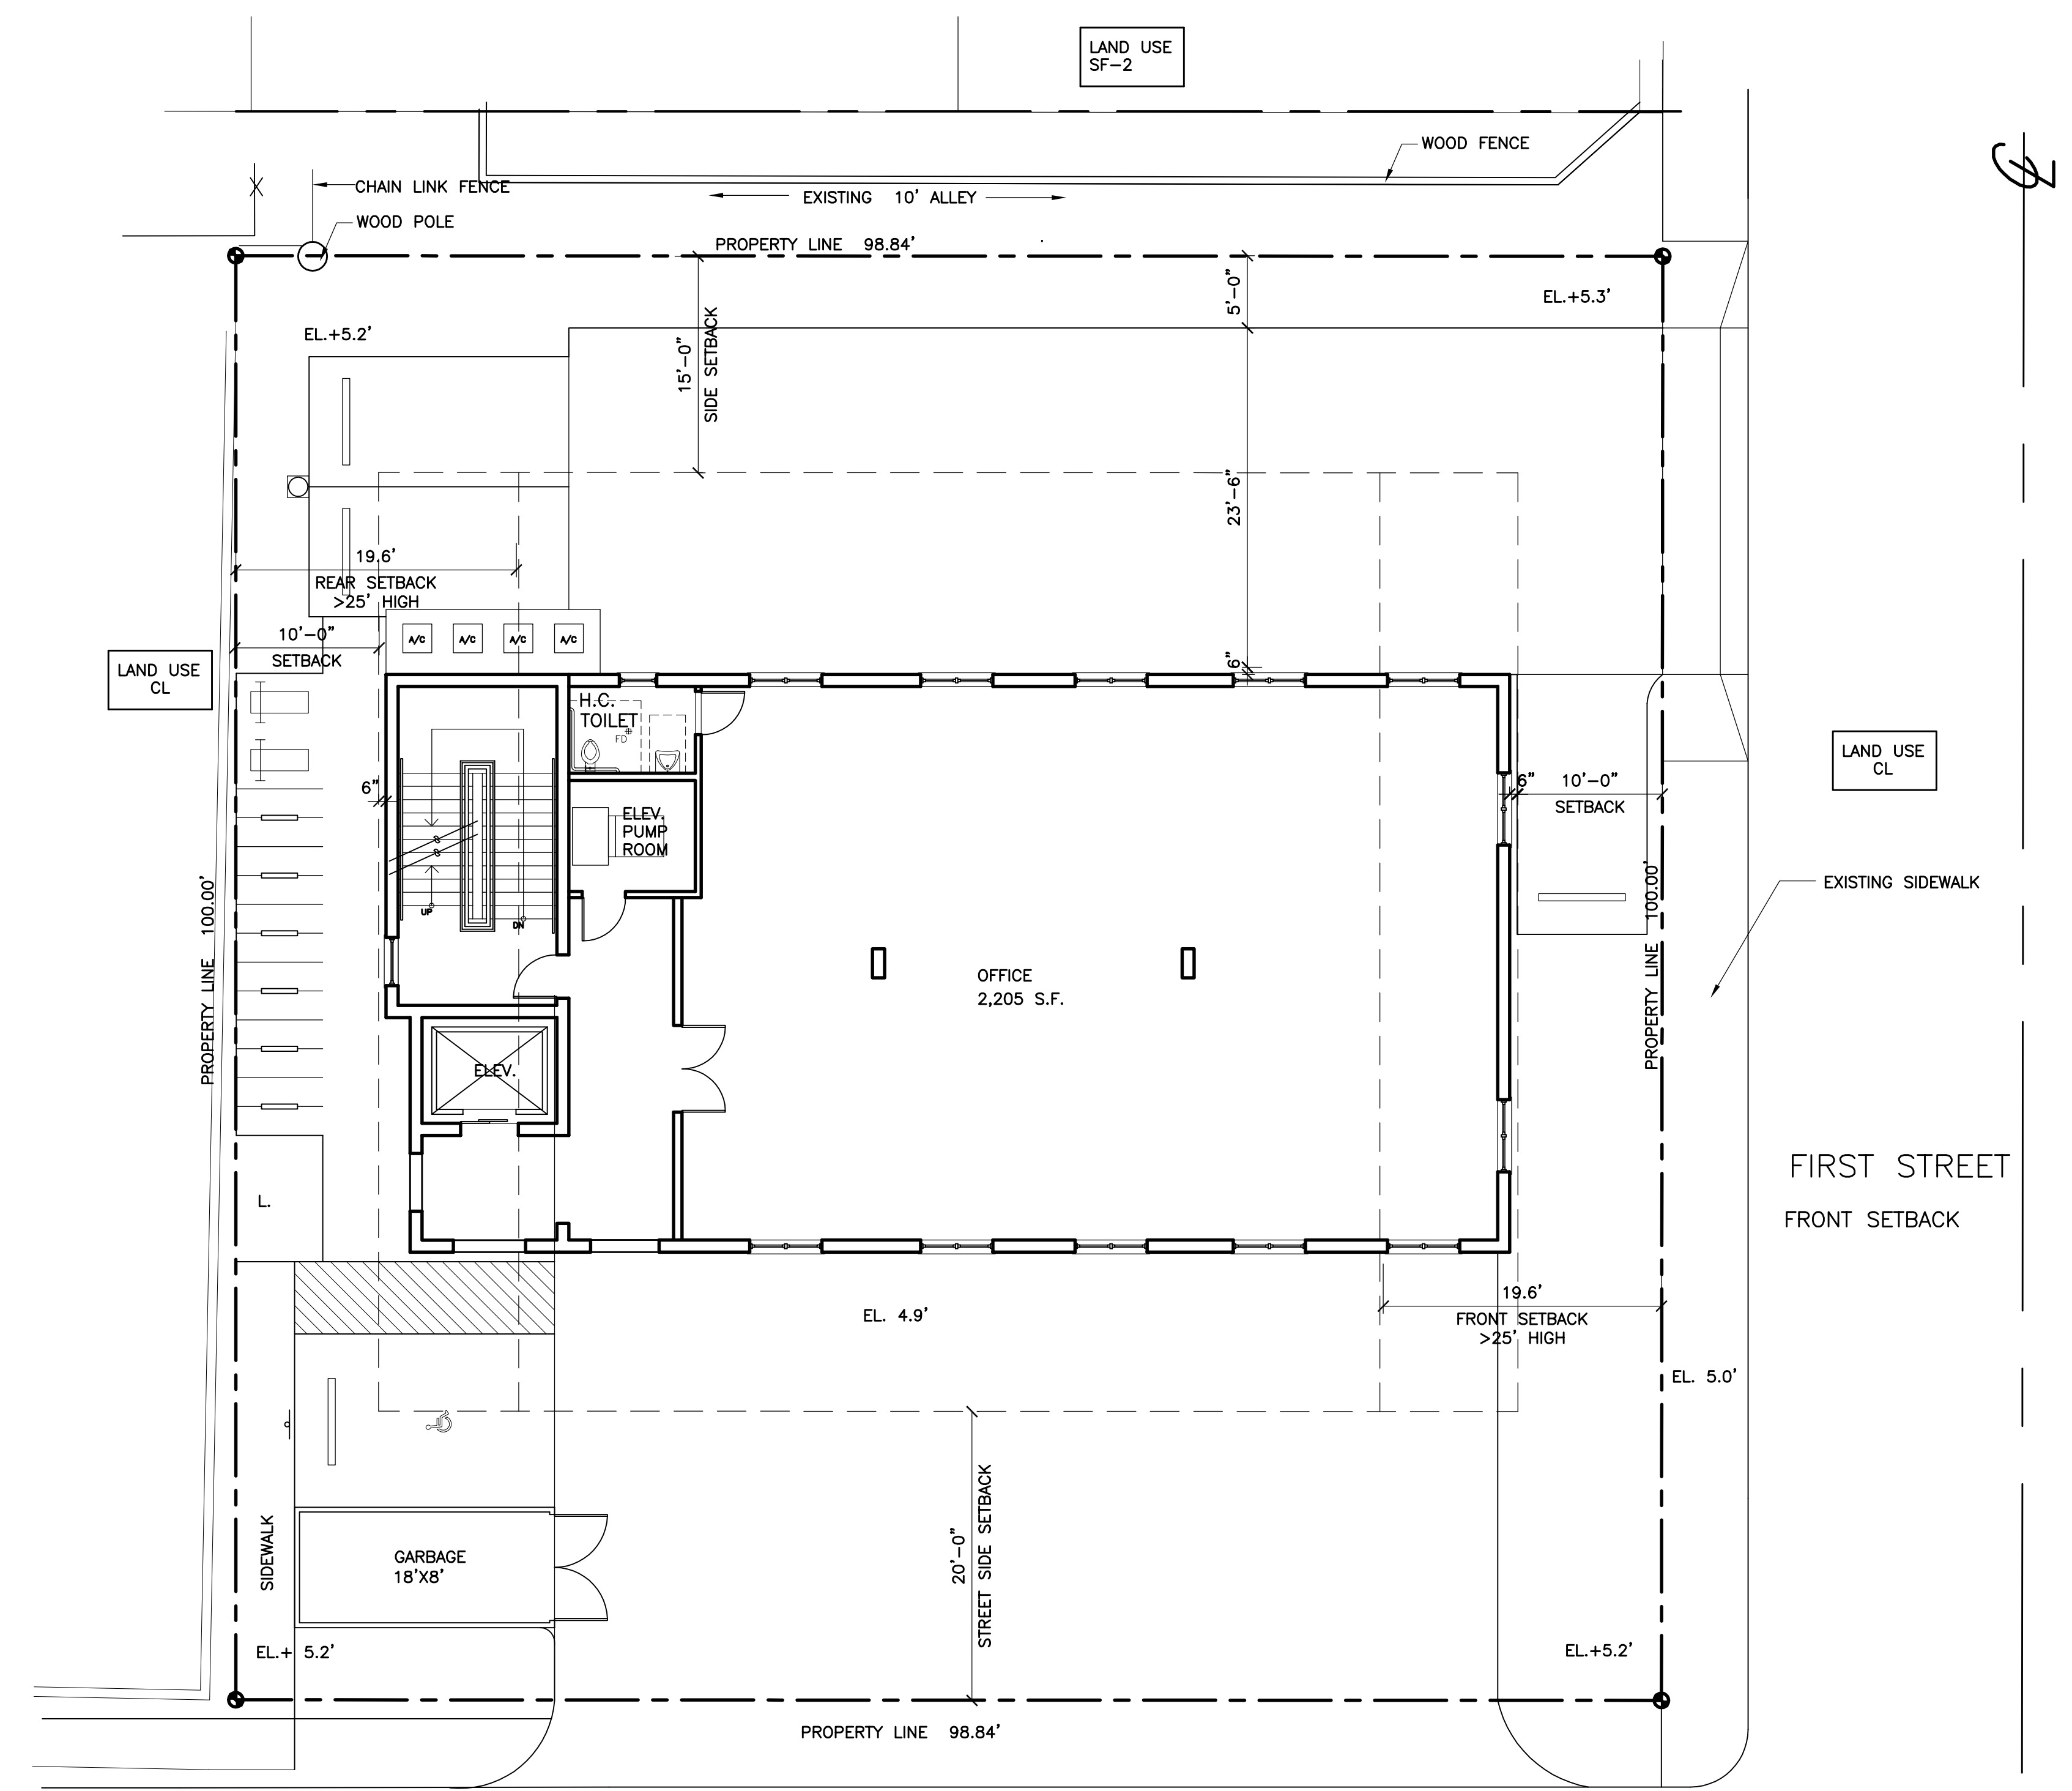 LAND USE
SF-2
WOOD FENCE
CHAIN LINK FENCE
EXISTING 10' ALLEY
WOOD POLE
PROPERTY LINE 98.84'
EL.+5.3'
5'-0"
EL.+5.2'
15'-0"
SIDE SETBACK
23'-6"
19.6'
REAR SETBACK
>25' HIGH
10'-0"
SETBACK
A/C
A/C
A/C
A/C
6"
LAND USE
CL
H.C.
TOILET
FD
LAND USE
CL
6"
6" 10'-0"
SETBACK
ELEV.
PUMP
ROOM
UP
DN
PROPERTY LINE 100.00'
PROPERTY LINE 100.00'
EXISTING SIDEWALK
OFFICE
2,205 S.F.
ELEV.
FIRST STREET
FRONT SETBACK
L.
19.6'
FRONT SETBACK
>25' HIGH
EL. 4.9'
EL. 5.0'
20'-0"
STREET SIDE SETBACK
SIDEWALK
GARBAGE
18'X8'
EL.+ 5.2'
EL.+5.2'
PROPERTY LINE 98.84'